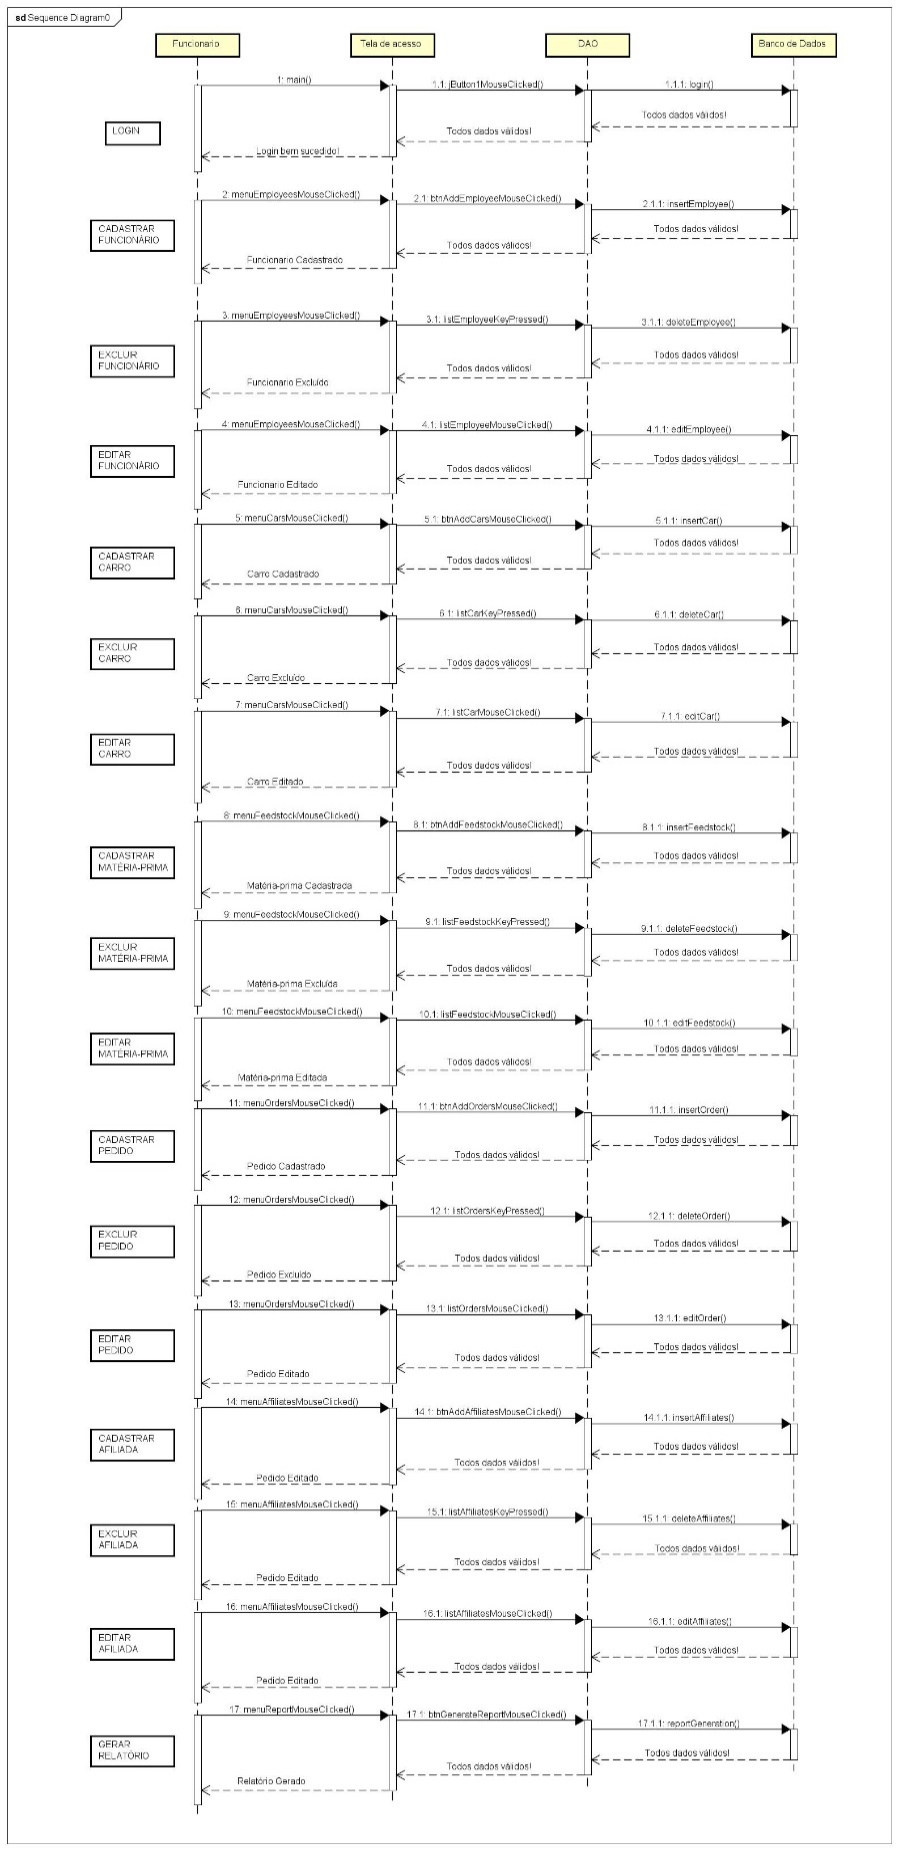 sd Sequence Diagram0
Funcionario
Tela de acesso
DAO
Banco de Dados
LOGIN
1: main()
1.1: jButton1MouseClicked()
1.1.1: login()
Todos dados válidos!
Todos dados válidos!
Login bem sucedido!
CADASTRAR
FUNCIONÁRIO
2: menuEmployeesMouseClicked()
2.1: btnAddEmployeeMouseClicked()
2.1.1: insertEmployee()
Todos dados válidos!
Todos dados válidos!
Funcionario Cadastrado
EXCLUIR
FUNCIONÁRIO
3: menuEmployeesMouseClicked()
3.1: listEmployeeKeyPressed()
3.1.1: deleteEmployee()
Todos dados válidos!
Todos dados válidos!
Funcionario Excluído
EDITAR
FUNCIONÁRIO
4: menuEmployeesMouseClicked()
4.1: listEmployeeMouseClicked()
4.1.1: editEmployee()
Todos dados válidos!
Todos dados válidos!
Funcionario Editado
CADASTRAR
CARRO
5: menuCarsMouseClicked()
5.1: btnAddCarsMouseClicked()
5.1.1: insertCar()
Todos dados válidos!
Todos dados válidos!
Carro Cadastrado
EXCLUIR
CARRO
6: menuCarsMouseClicked()
6.1: listCarKeyPressed()
6.1.1: deleteCar()
Todos dados válidos!
Todos dados válidos!
Carro Excluído
EDITAR
CARRO
7: menuCarsMouseClicked()
7.1: listCarMouseClicked()
7.1.1: editCar()
Todos dados válidos!
Todos dados válidos!
Carro Editado
CADASTRAR
MATÉRIA-PRIMA
8: menuFeedstockMouseClicked()
8.1: btnAddFeedstockMouseClicked()
8.1.1: insertFeedstock()
Todos dados válidos!
Todos dados válidos!
Matéria-prima Cadastrada
EXCLUIR
MATÉRIA-PRIMA
9: menuFeedstockMouseClicked()
9.1: listFeedstockKeyPressed()
9.1.1: deleteFeedstock()
Todos dados válidos!
Todos dados válidos!
Matéria-prima Excluída
EDITAR
MATÉRIA-PRIMA
10: menuFeedstockMouseClicked()
10.1: listFeedstockMouseClicked()
10.1.1: editFeedstock()
Todos dados válidos!
Todos dados válidos!
Matéria-prima Editada
CADASTRAR
PEDIDO
11: menuOrdersMouseClicked()
11.1: btnAddOrdersMouseClicked()
11.1.1: insertOrder()
Todos dados válidos!
Todos dados válidos!
Pedido Cadastrado
EXCLUIR
PEDIDO
12: menuOrdersMouseClicked()
12.1: listOrdersKeyPressed()
12.1.1: deleteOrder()
Todos dados válidos!
Todos dados válidos!
Pedido Excluído
EDITAR
PEDIDO
13: menuOrdersMouseClicked()
13.1: listOrdersMouseClicked()
13.1.1: editOrder()
Todos dados válidos!
Todos dados válidos!
Pedido Editado
CADASTRAR
AFILIADA
14: menuAffiliatesMouseClicked()
14.1: btnAddAffiliatesMouseClicked()
14.1.1: insertAffiliates()
Todos dados válidos!
Todos dados válidos!
Pedido Editado
EXCLUIR
AFILIADA
15: menuAffiliatesMouseClicked()
15.1: listAffiliatesKeyPressed()
15.1.1: deleteAffiliates()
Todos dados válidos!
Todos dados válidos!
Pedido Editado
EDITAR
AFILIADA
16: menuAffiliatesMouseClicked()
16.1: listAffiliatesMouseClicked()
16.1.1: editAffiliates()
Todos dados válidos!
Todos dados válidos!
Pedido Editado
GERAR
RELATÓRIO
17: menuReportMouseClicked()
17.1: btnGenerateReportMouseClicked()
17.1.1: reportGeneration()
Todos dados válidos!
Todos dados válidos!
Relatório Gerado